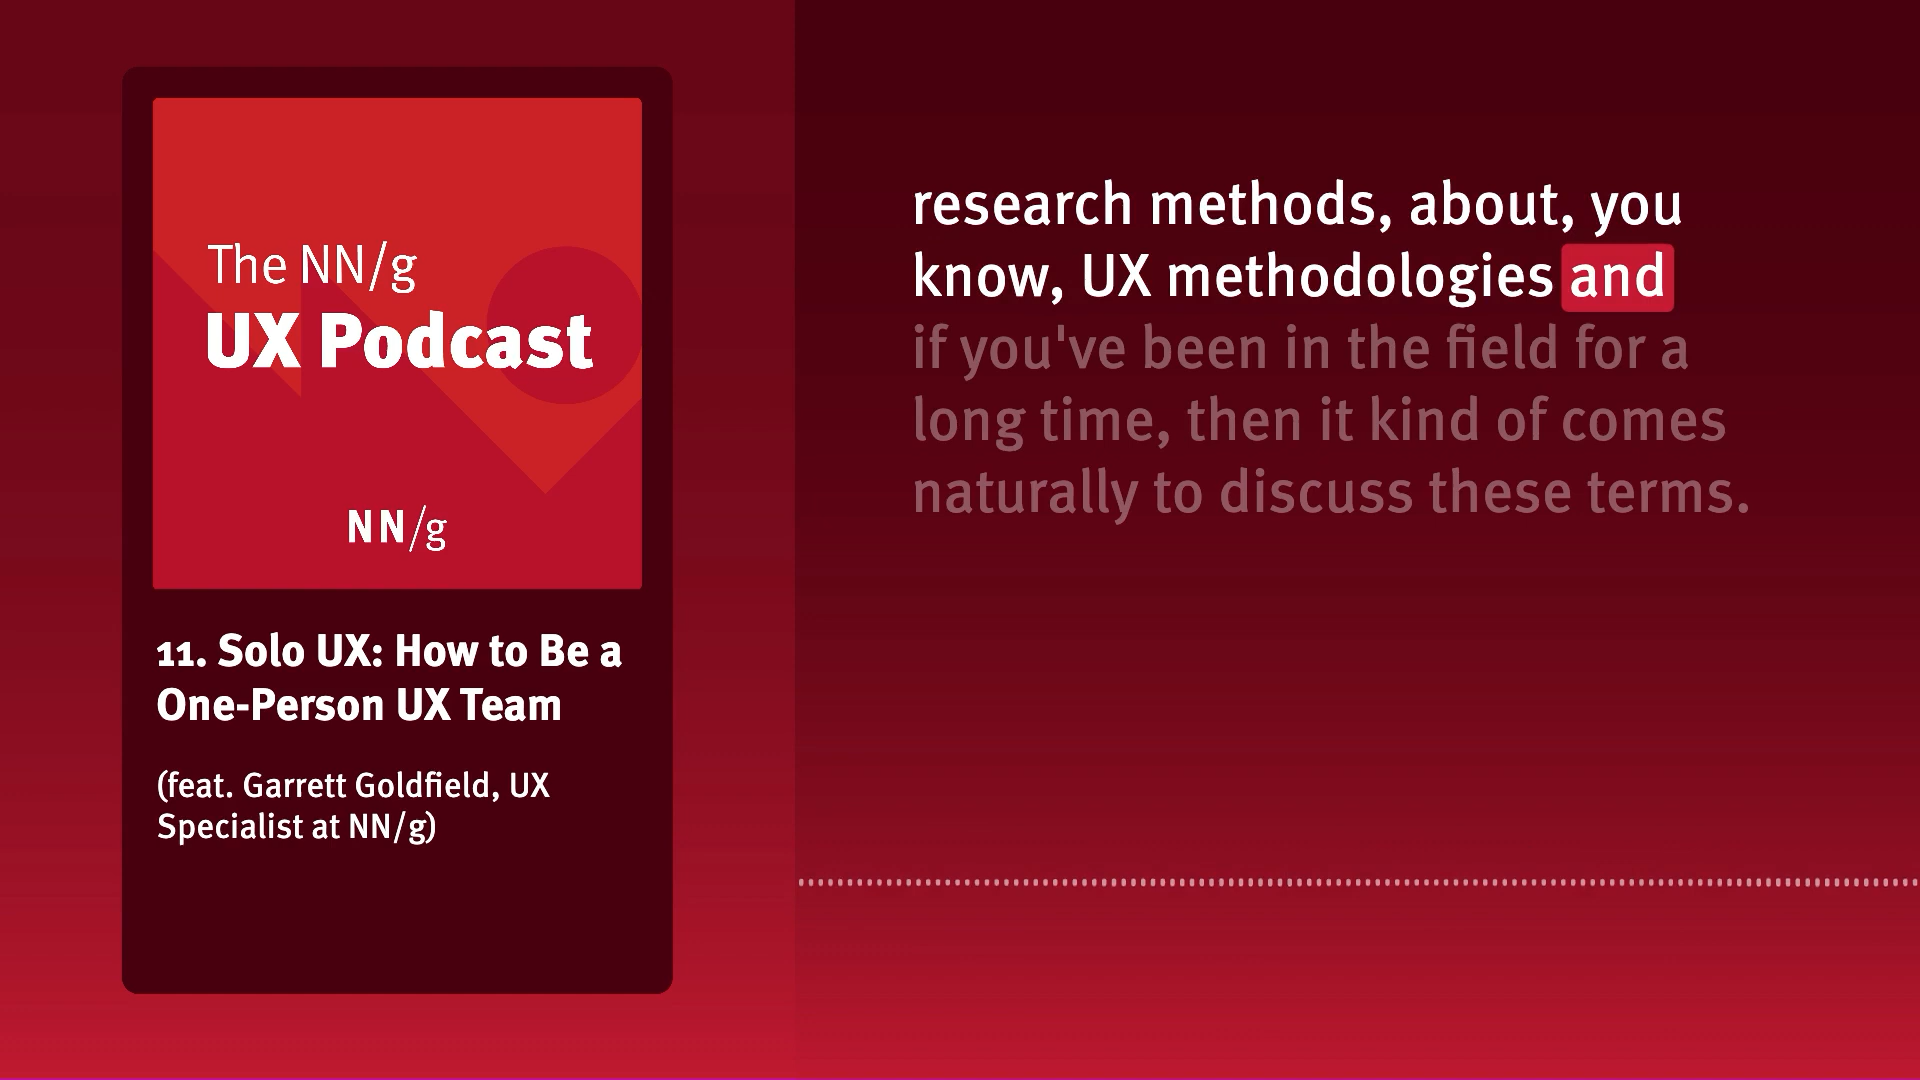 The NN/g
UX Podcast
NN/g
11. Solo UX: How to Be a
One-Person UX Team
(feat. Garrett Goldfield, UX
Specialist at NN/g)
research methods, about, you
know, UX methodologies and
if you've been in the field for a
long time, then it kind of comes
naturally to discuss these terms.